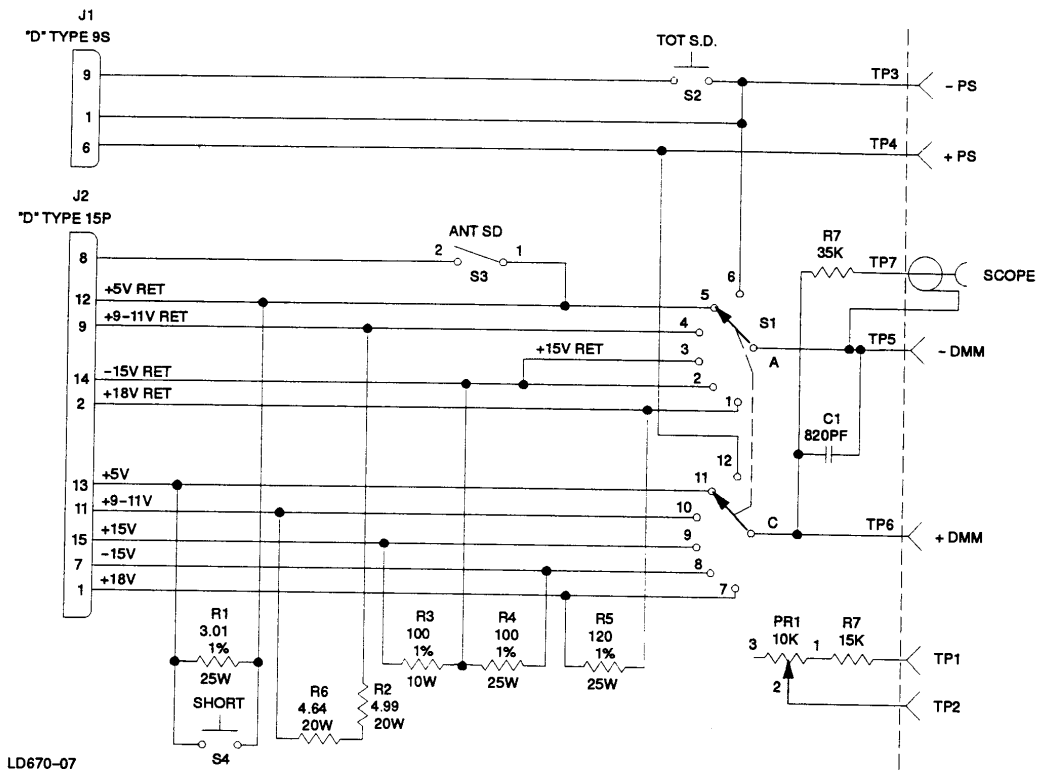 J1
"D" TYPE 9S
9
1
6
TOT S.D.
S2
TP3
- PS
TP4
+ PS
J2
"D" TYPE 15P
8
12
9
14
2
13
11
15
7
1
+5V RET
+9-11V RET
-15V RET
+18V RET
+5V
+9-11V
+15V
-15V
+18V
ANT SD
2
1
S3
+15V RET
6
5
4
3
2
1
S1
A
12
11
10
9
8
7
C
R7
35K
TP7
SCOPE
TP5
- DMM
C1
820PF
TP6
+ DMM
R1
3.01
1%
25W
SHORT
S4
R6
4.64
20W
R2
4.99
20W
R3
100
1%
10W
R4
100
1%
25W
R5
120
1%
25W
PR1
10K
3
1
2
R7
15K
TP1
TP2
LD670-07